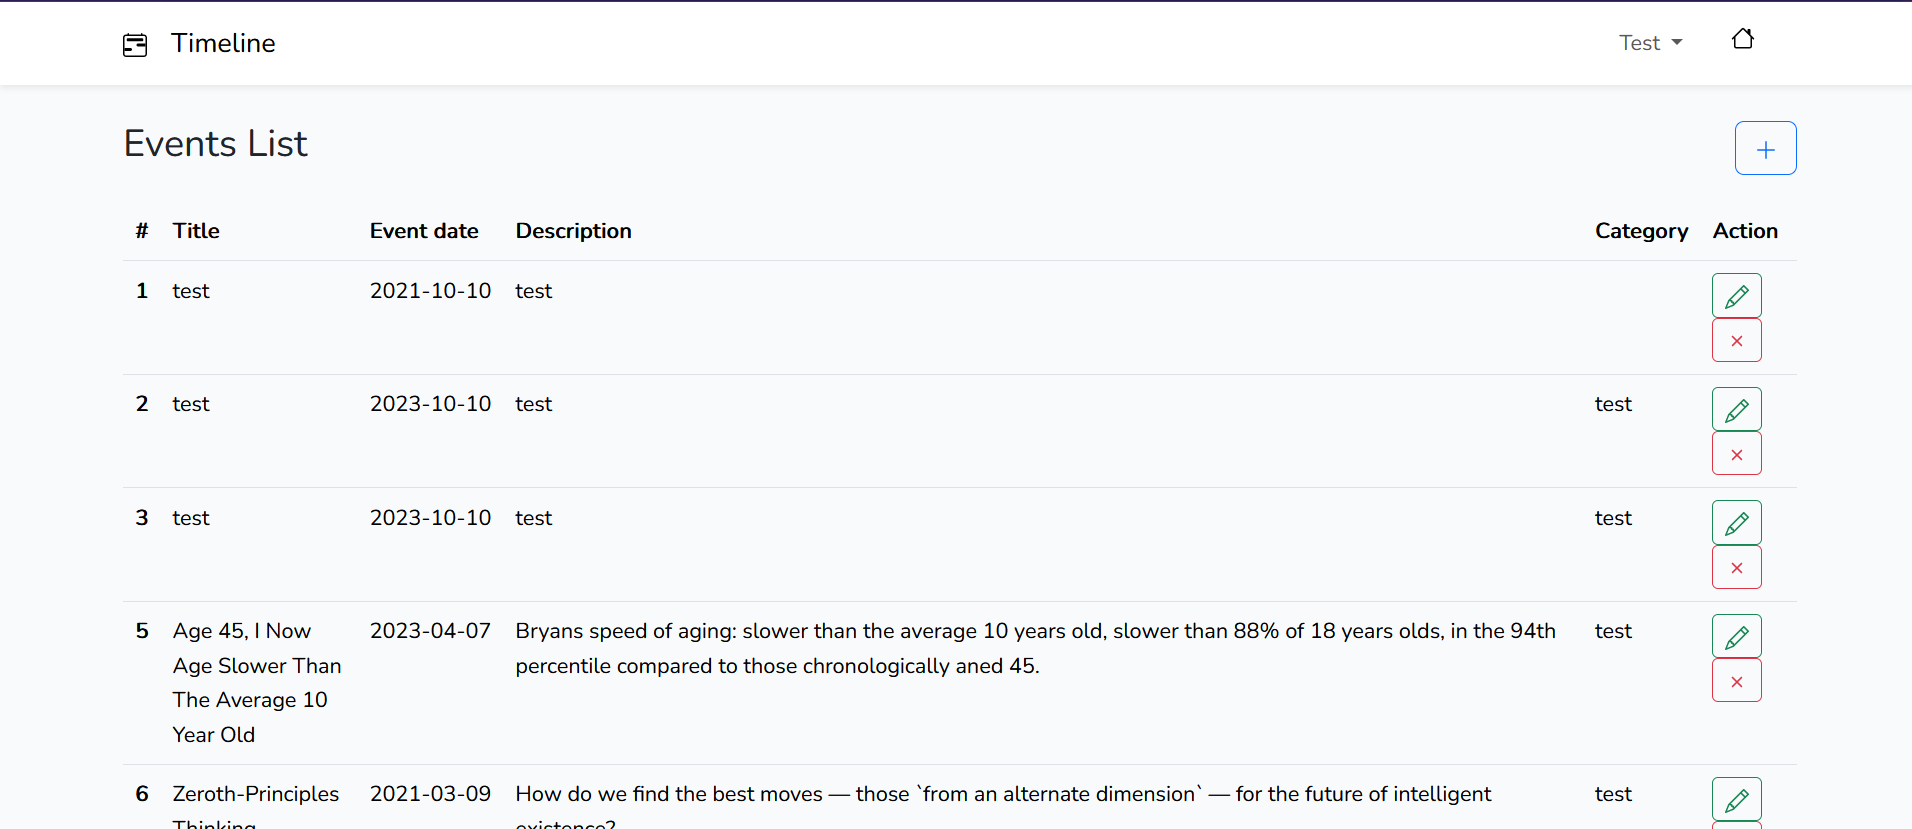 Timeline
Test
Events List
# Title Event date Description Category Action
1 test 2021-10-10 test
2 test 2023-10-10 test test
3 test 2023-10-10 test test
5 Age 45, I Now 2023-04-07 Bryans speed of aging: slower than the average 10 years old, slower than 88% of 18 years olds, in the 94th test
Age Slower Than percentile compared to those chronologically aned 45.
The Average 10
Year Old
6 Zeroth-Principles 2021-03-09 How do we find the best moves — those `from an alternate dimension` — for the future of intelligent test
Thinking existence?